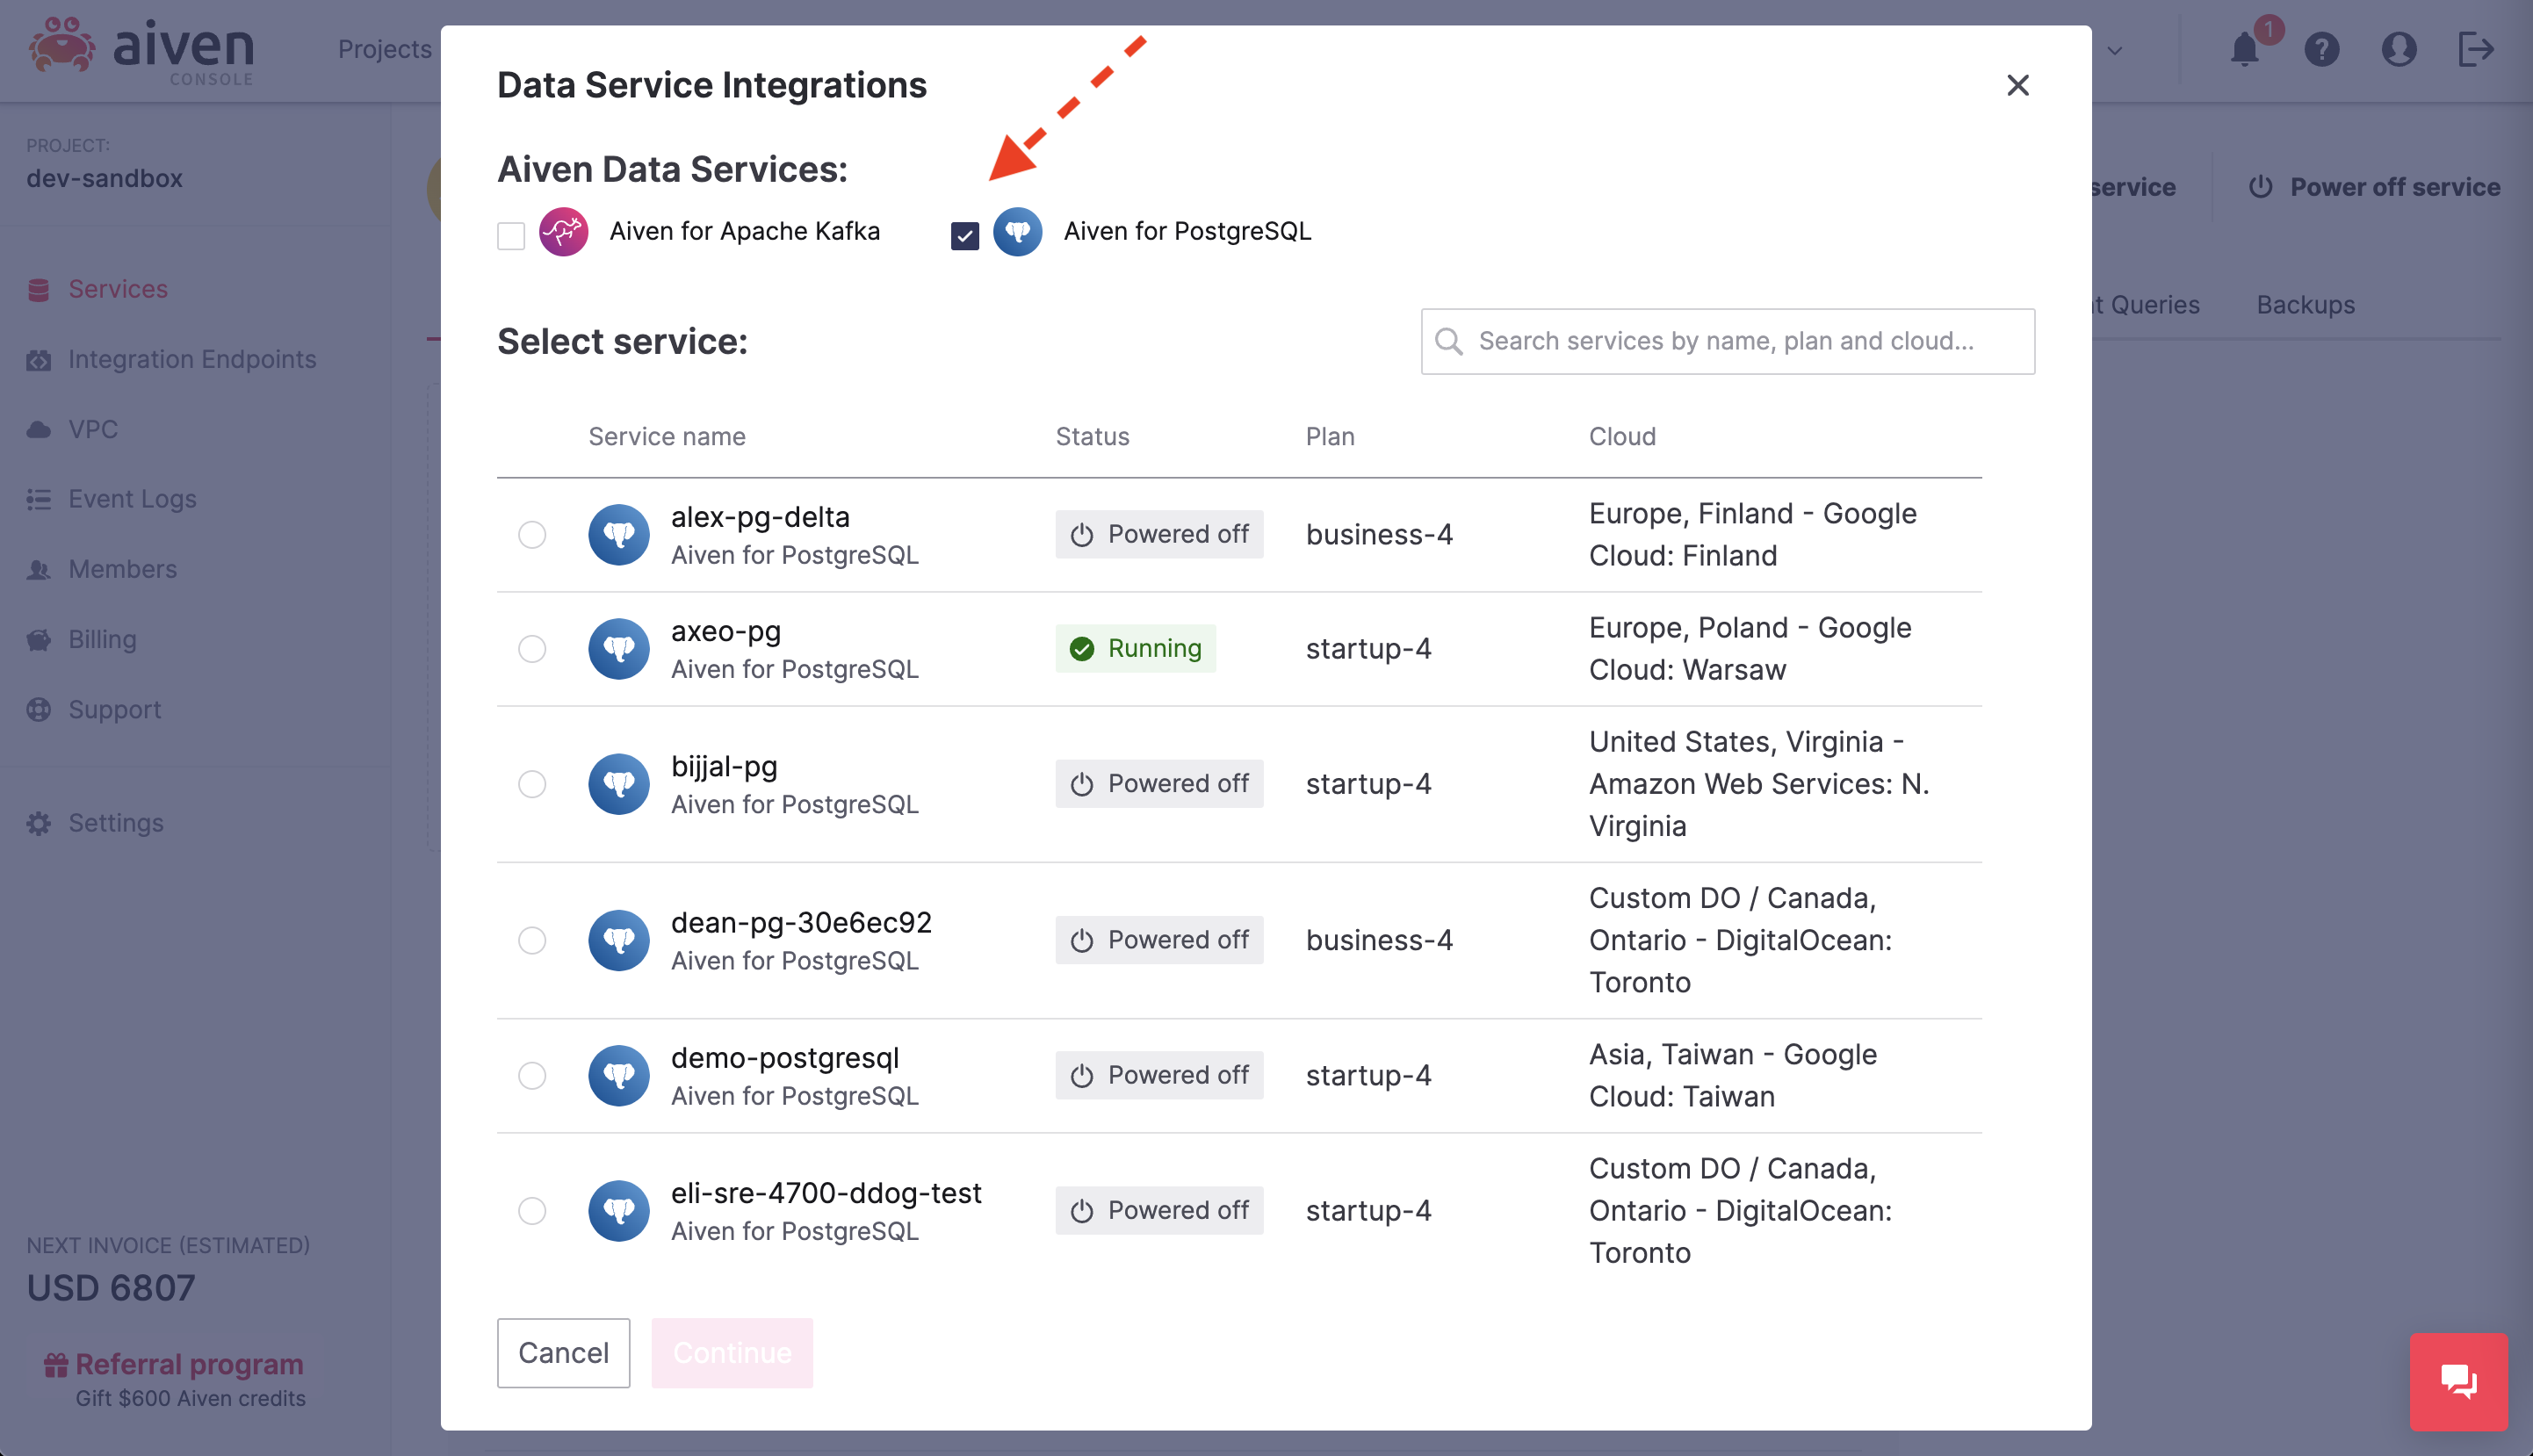 aiven
CONSOLE
Projects
1
PROJECT:
dev-sandbox
Services
Integration Endpoints
VPC
Event Logs
Members
Billing
Support
Settings
NEXT INVOICE (ESTIMATED)
USD 6807
Referral program
Gift $600 Aiven credits
service
Power off service
Queries
Backups
Data Service Integrations
Aiven Data Services:
Aiven for Apache Kafka
Aiven for PostgreSQL
Select service:
Search services by name, plan and cloud...
Service name Status Plan Cloud
alex-pg-delta
Aiven for PostgreSQL
Powered off
business-4
Europe, Finland - Google
Cloud: Finland
axeo-pg
Aiven for PostgreSQL
Running
startup-4
Europe, Poland - Google
Cloud: Warsaw
bijjal-pg
Aiven for PostgreSQL
Powered off
startup-4
United States, Virginia -
Amazon Web Services: N.
Virginia
dean-pg-30e6ec92
Aiven for PostgreSQL
Powered off
business-4
Custom DO / Canada,
Ontario - DigitalOcean:
Toronto
demo-postgresql
Aiven for PostgreSQL
Powered off
startup-4
Asia, Taiwan - Google
Cloud: Taiwan
eli-sre-4700-ddog-test
Aiven for PostgreSQL
Powered off
startup-4
Custom DO / Canada,
Ontario - DigitalOcean:
Toronto
Cancel
Continue